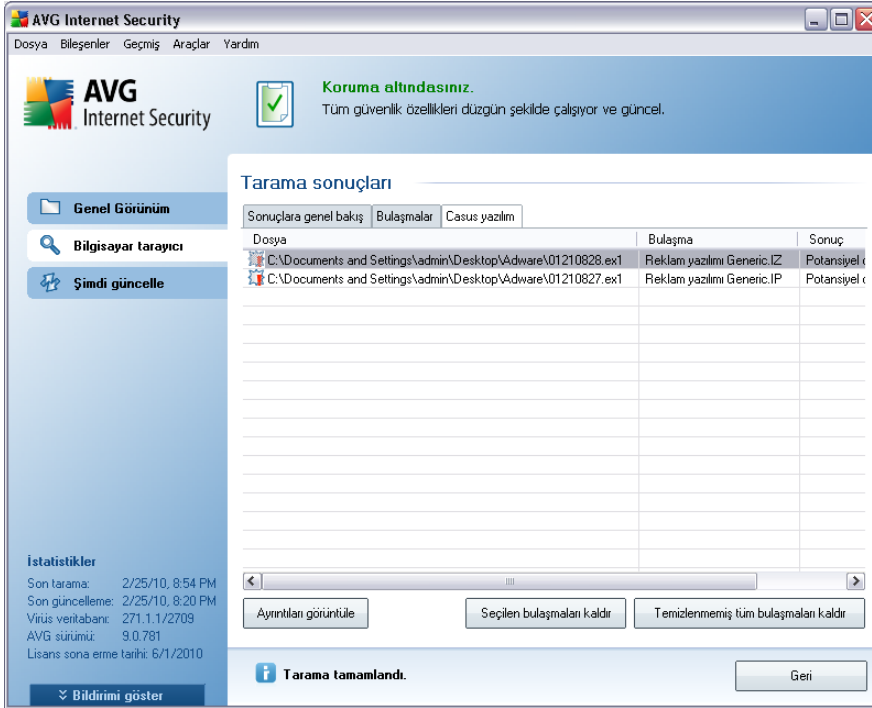 AVG Internet Security
Dosya Bileşenler Geçmiş Araçlar Yardım
AVG
Internet Security
Koruma altındasınız.
Tüm güvenlik özellikleri düzgün şekilde çalışıyor ve güncel.
Genel Görünüm
Bilgisayar tarayıcı
Şimdi güncelle
Tarama sonuçları
Sonuçlara genel bakış Bulaşmalar Casus yazılım
Dosya Bulaşma Sonuç
C:\Documents and Settings\admin\Desktop\Adware\01210828.ex1 Reklam yazılımı Generic.IZ Potansiyel
C:\Documents and Settings\admin\Desktop\Adware\01210827.ex1 Reklam yazılımı Generic.IP Potansiyel
Ayrıntıları görüntüle Seçilen bulaşmaları kaldır Temizlenmemiş tüm bulaşmaları kaldır
İstatistikler
Son tarama: 2/25/10, 8:54 PM
Son güncelleme: 2/25/10, 8:20 PM
Virüs veritabanı: 271.1.1/2709
AVG sürümü: 9.0.781
Lisans sona erme tarihi: 6/1/2010
Bildirimi göster
Tarama tamamlandı.
Geri